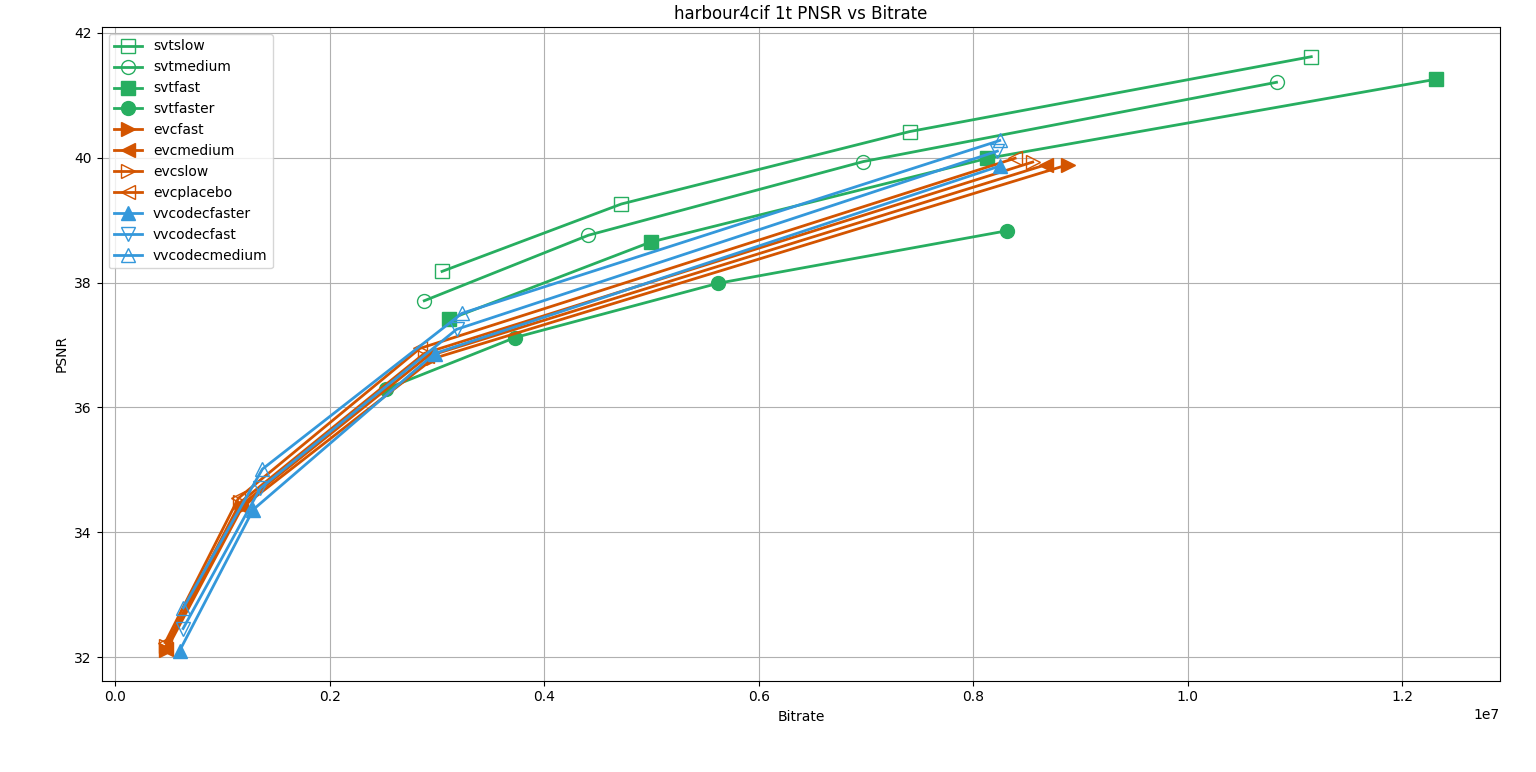 harbour4cif 1t PNSR vs Bitrate
42
40
38
36
34
32
PSNR
svtslow
svtmedium
svtfast
svtfaster
evcfast
evcmedium
evcslow
evcplacebo
vvcodecfaster
vvcodecfast
vvcodecmedium
0.0 0.2 0.4 0.6 0.8 1.0 1.2
1e7
Bitrate